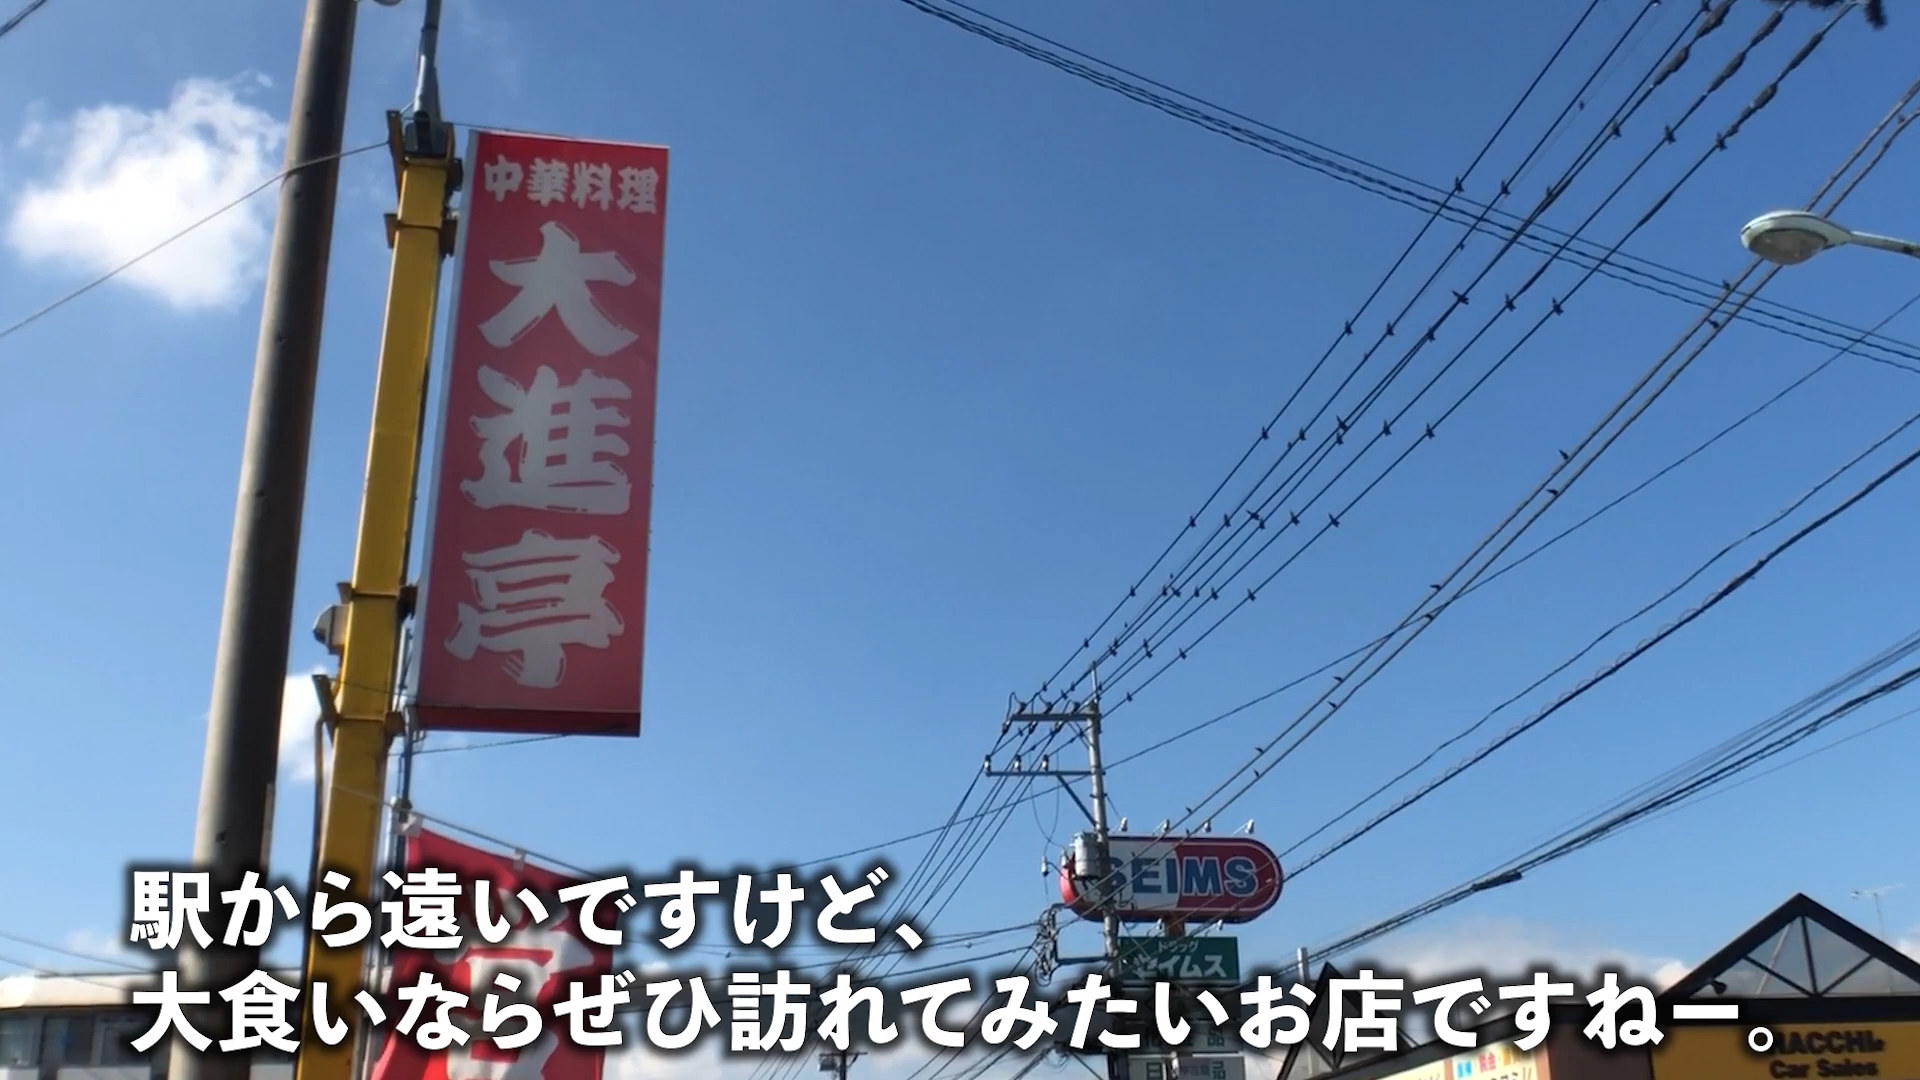 中華料理
大進亭
SEIMS
ドラッグ
セイムス
MACCHIe
Car Sales
駅から遠いですけど、
大食いならぜひ訪れてみたいお店ですねー。